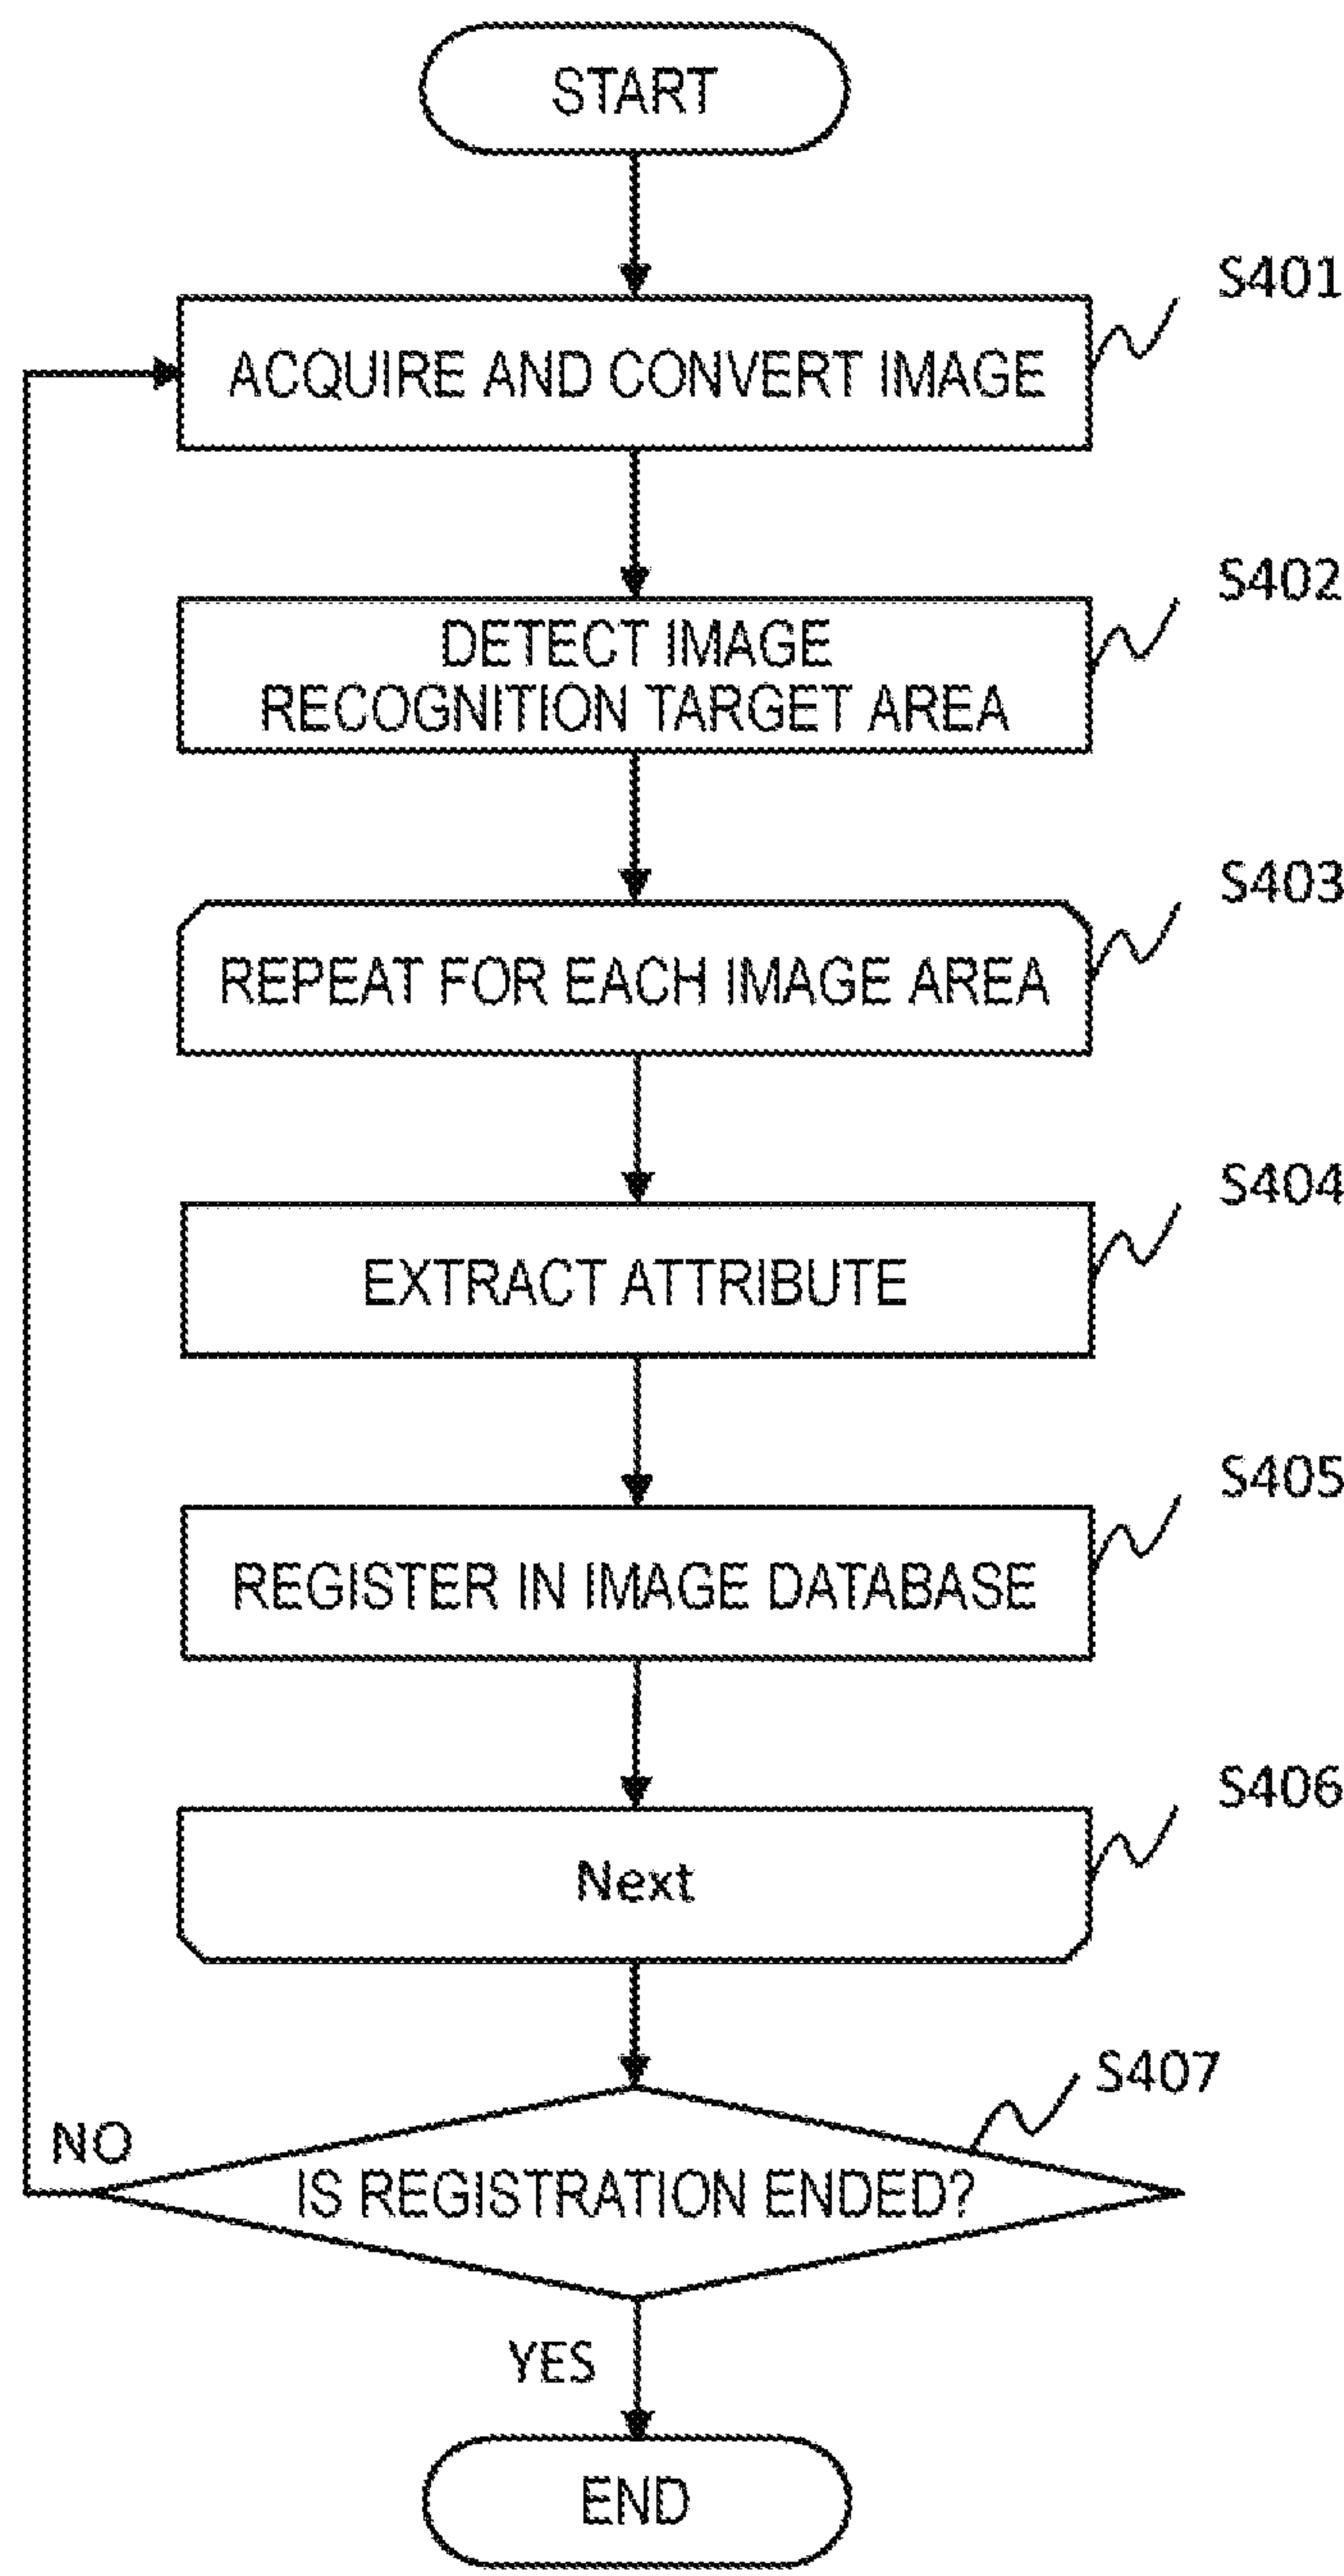 START
S401
ACQUIRE AND CONVERT IMAGE
S402
DETECT IMAGE
RECOGNITION TARGET AREA
S403
REPEAT FOR EACH IMAGE AREA
S404
EXTRACT ATTRIBUTE
S405
REGISTER IN IMAGE DATABASE
S406
Next
S407
NO
IS REGISTRATION ENDED?
YES
END